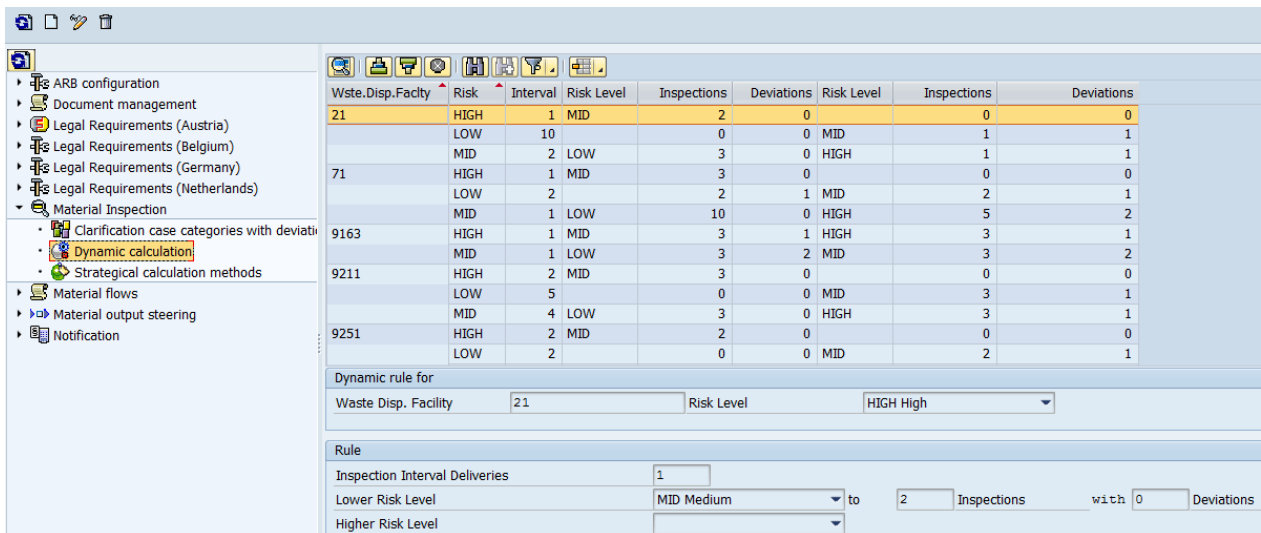 ARB configuration
Document management
Legal Requirements (Austria)
Legal Requirements (Belgium)
Legal Requirements (Germany)
Legal Requirements (Netherlands)
Material Inspection
Clarification case categories with deviati
Dynamic calculation
Strategical calculation methods
Material flows
Material output steering
Notification
Wste.Disp.Faclty Risk Interval Risk Level Inspections Deviations Risk Level Inspections Deviations
21 HIGH 1 MID 2 0 0 0
LOW 10 0 0 MID 1 1
MID 2 LOW 3 0 HIGH 1 1
71 HIGH 1 MID 3 0 0 0
LOW 2 2 1 MID 2 1
MID 1 LOW 10 0 HIGH 5 2
9163 HIGH 1 MID 3 1 HIGH 3 1
MID 1 LOW 3 2 MID 3 2
9211 HIGH 2 MID 3 0 0 0
LOW 5 0 0 MID 3 1
MID 4 LOW 3 0 HIGH 3 1
9251 HIGH 2 MID 2 0 0 0
LOW 2 0 0 MID 2 1
Dynamic rule for
Waste Disp. Facility 21 Risk Level HIGH High
Rule
Inspection Interval Deliveries 1
Lower Risk Level MID Medium to 2 Inspections with 0 Deviations
Higher Risk Level